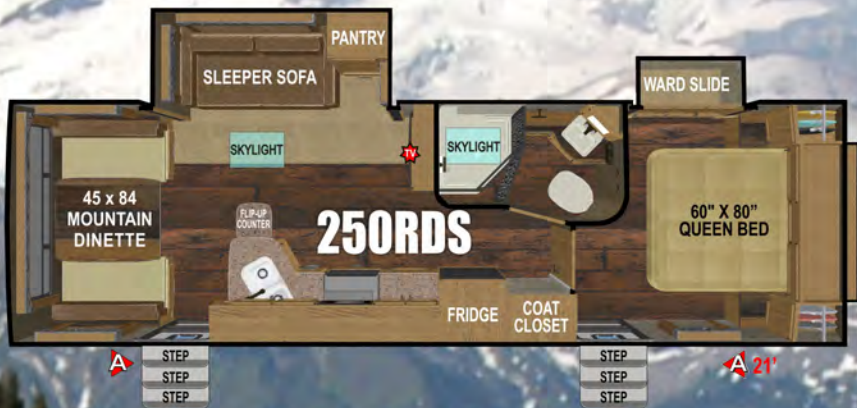 PANTRY
SLEEPER SOFA
WARD SLIDE
SKYLIGHT
SKYLIGHT
TV
45 x 84
MOUNTAIN
DINETTE
FLIP-UP
COUNTER
250RDS
60" X 80”
QUEEN BED
FRIDGE
COAT
CLOSET
A
STEP
STEP
STEP
STEP
STEP
STEP
A 21'